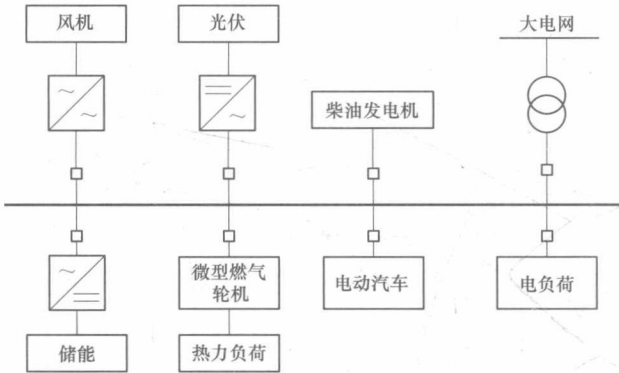 风机
光伏
大电网
柴油发电机
微型燃气
轮机
电动汽车
电负荷
储能
热力负荷